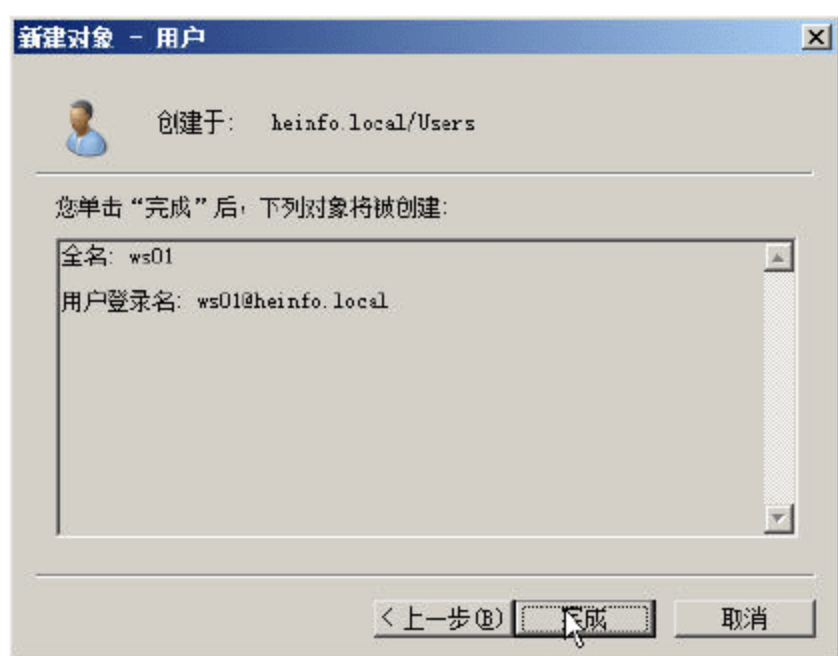 新建对象 - 用户
创建于: heinfo.local/Users
您单击“完成”后，下列对象将被创建:
全名: ws01
用户登录名: ws01@heinfo.local
< 上一步(B) 完成 取消